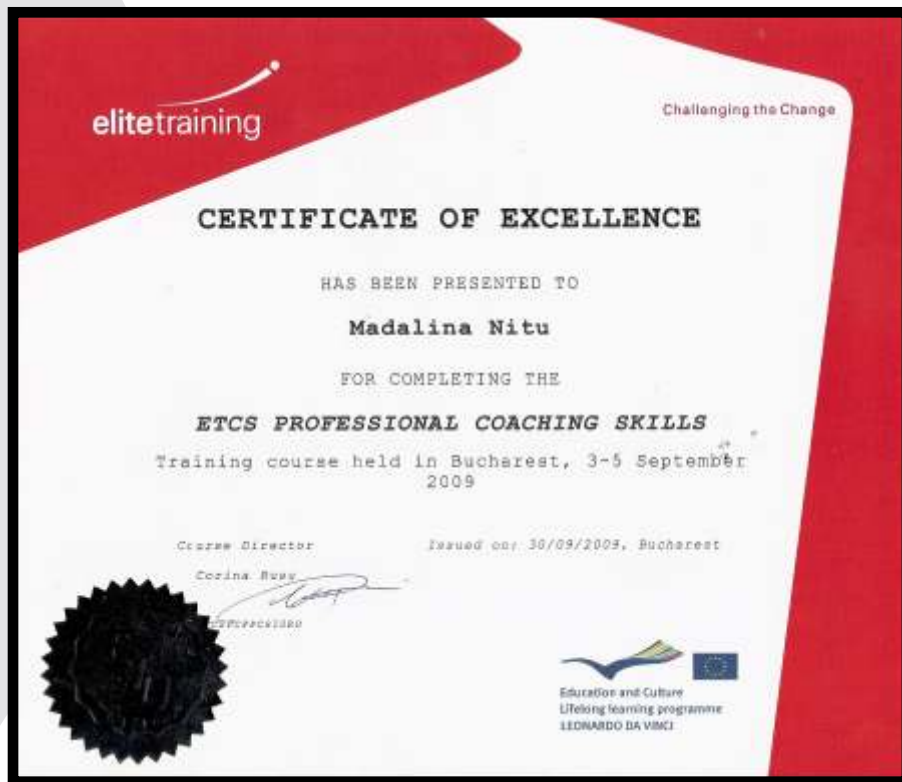 elitetraining
Challenging the Change
CERTIFICATE OF EXCELLENCE
HAS BEEN PRESENTED TO
Madalina Nitu
FOR COMPLETING THE
ETCS PROFESSIONAL COACHING SKILLS
Training course held in Bucharest, 3-5 September
2009
Course Director
Issued on: 30/09/2009, Bucharest
Corina
Education and Culture
Lifelong learning programme
LEONARDO DA VINCI